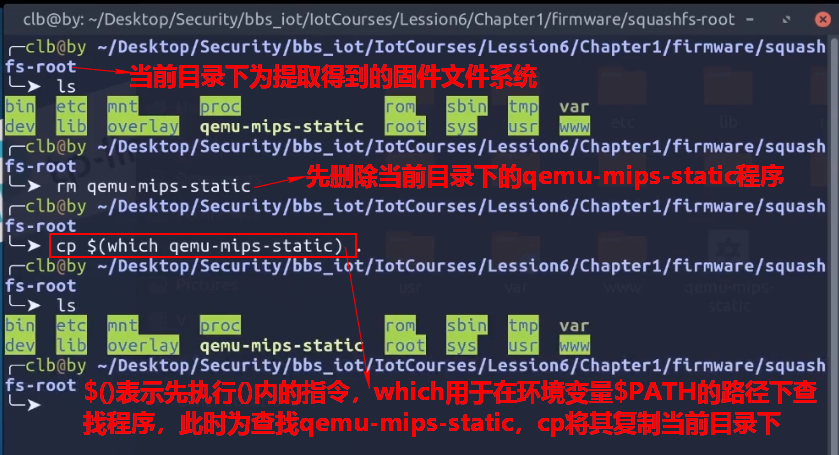 clb@by: ~/Desktop/Security/bbs_iot/IotCourses/Lession6/Chapter1/firmware/squashfs-root
clb@by ~/Desktop/Security/bbs_iot/IotCourses/Lession6/Chapter1/firmware/squash
fs-root 当前目录下为提取得到的固件文件系统
ls
bin etc mnt proc rom sbin tmp var
dev lib overlay qemu-mips-static root sys usr www
clb@by ~/Desktop/Security/bbs_iot/IotCourses/Lession6/Chapter1/firmware/squash
fs-root
rm qemu-mips-static 先删除当前目录下的qemu-mips-static程序
clb@by ~/Desktop/Security/bbs_iot/IotCourses/Lession6/Chapter1/firmware/squash
fs-root
cp $(which qemu-mips-static) .
clb@by ~/Desktop/Security/bbs_iot/IotCourses/Lession6/Chapter1/firmware/squash
fs-root
ls
bin etc mnt proc rom sbin tmp var
dev lib overlay qemu-mips-static root sys usr www
clb@by ~/Desktop/Security/bbs_iot/IotCourses/Lession6/Chapter1/firmware/squash
fs-root
$()表示先执行()内的指令，which用于在环境变量$PATH的路径下查
找程序，此时为查找qemu-mips-static，cp将其复制当前目录下